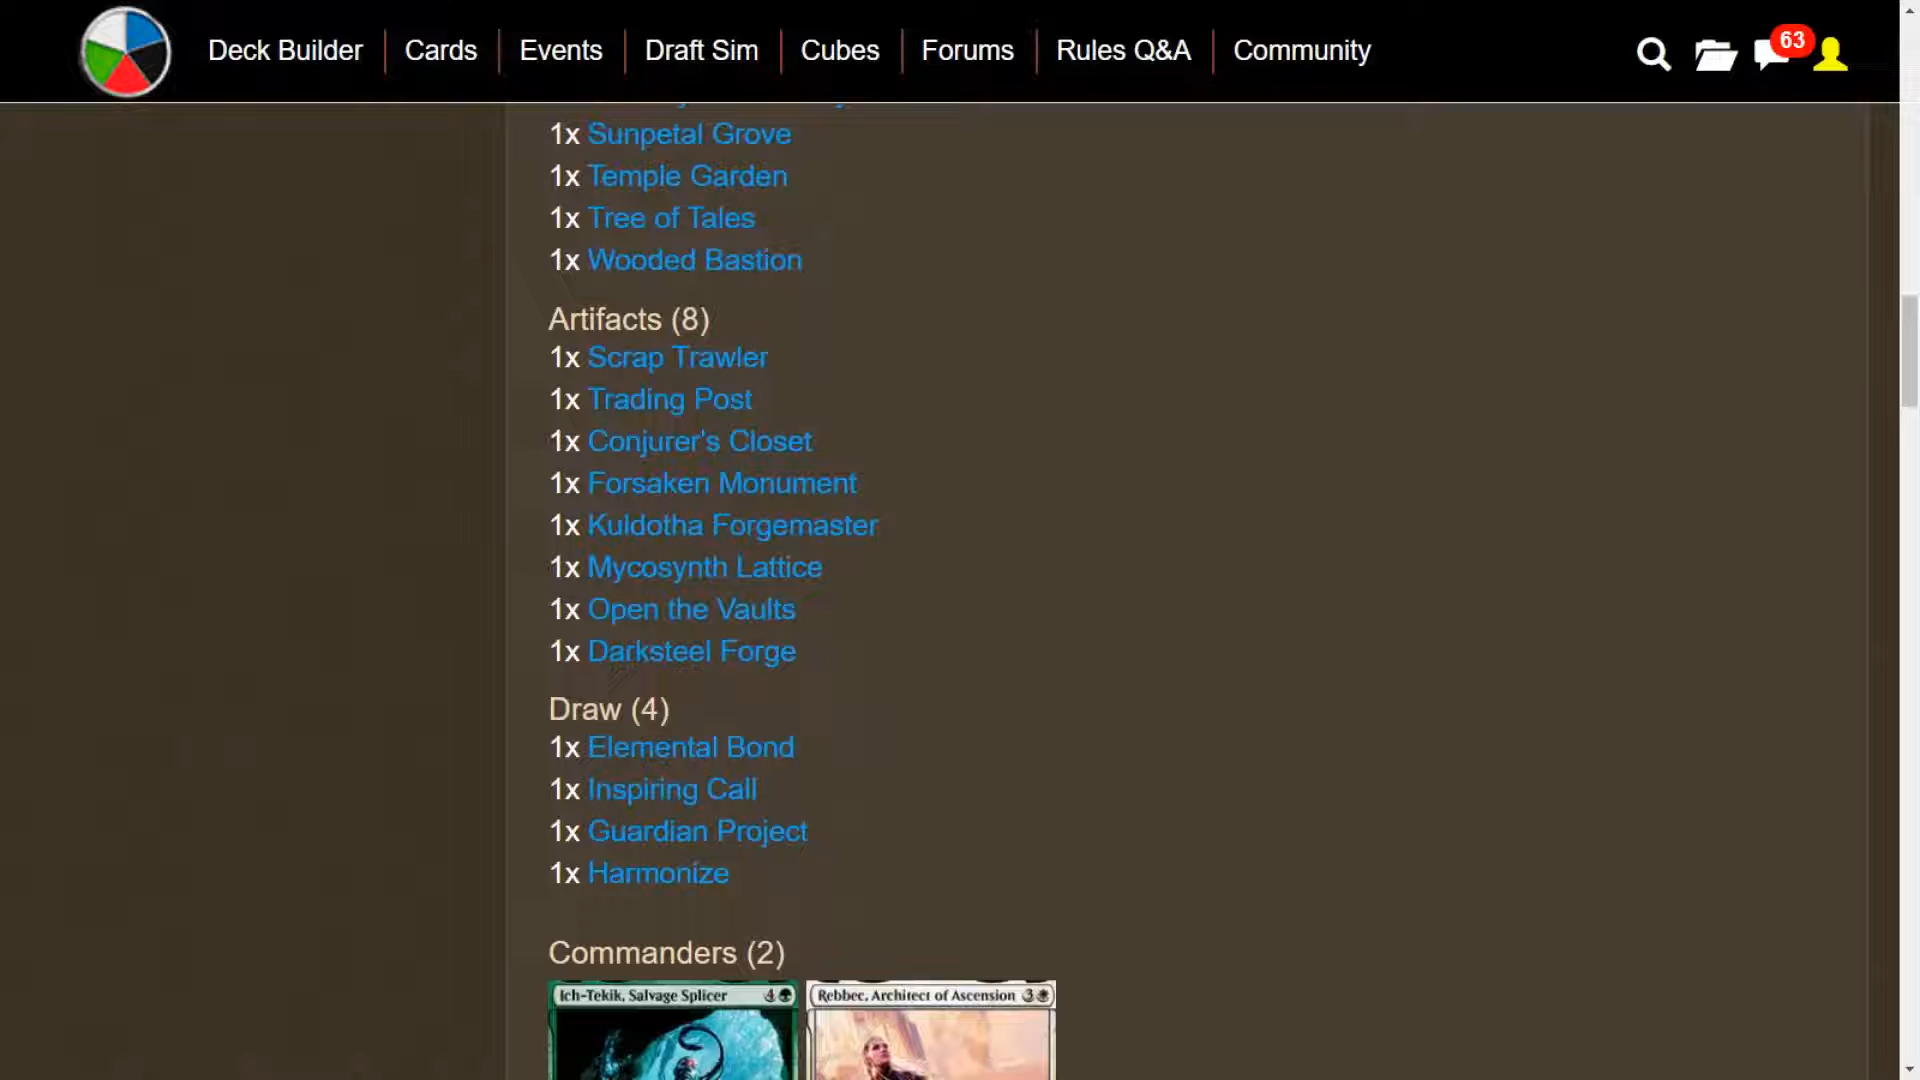 Deck Builder Cards Events Draft Sim Cubes Forums Rules Q&A Community 63
1x Sunpetal Grove
1x Temple Garden
1x Tree of Tales
1x Wooded Bastion
Artifacts (8)
1x Scrap Trawler
1x Trading Post
1x Conjurer's Closet
1x Forsaken Monument
1x Kuldotha Forgemaster
1x Mycosynth Lattice
1x Open the Vaults
1x Darksteel Forge
Draw (4)
1x Elemental Bond
1x Inspiring Call
1x Guardian Project
1x Harmonize
Commanders (2)
Ich-Tekik, Salvage Splicer 4
Rebbec, Architect of Ascension 3